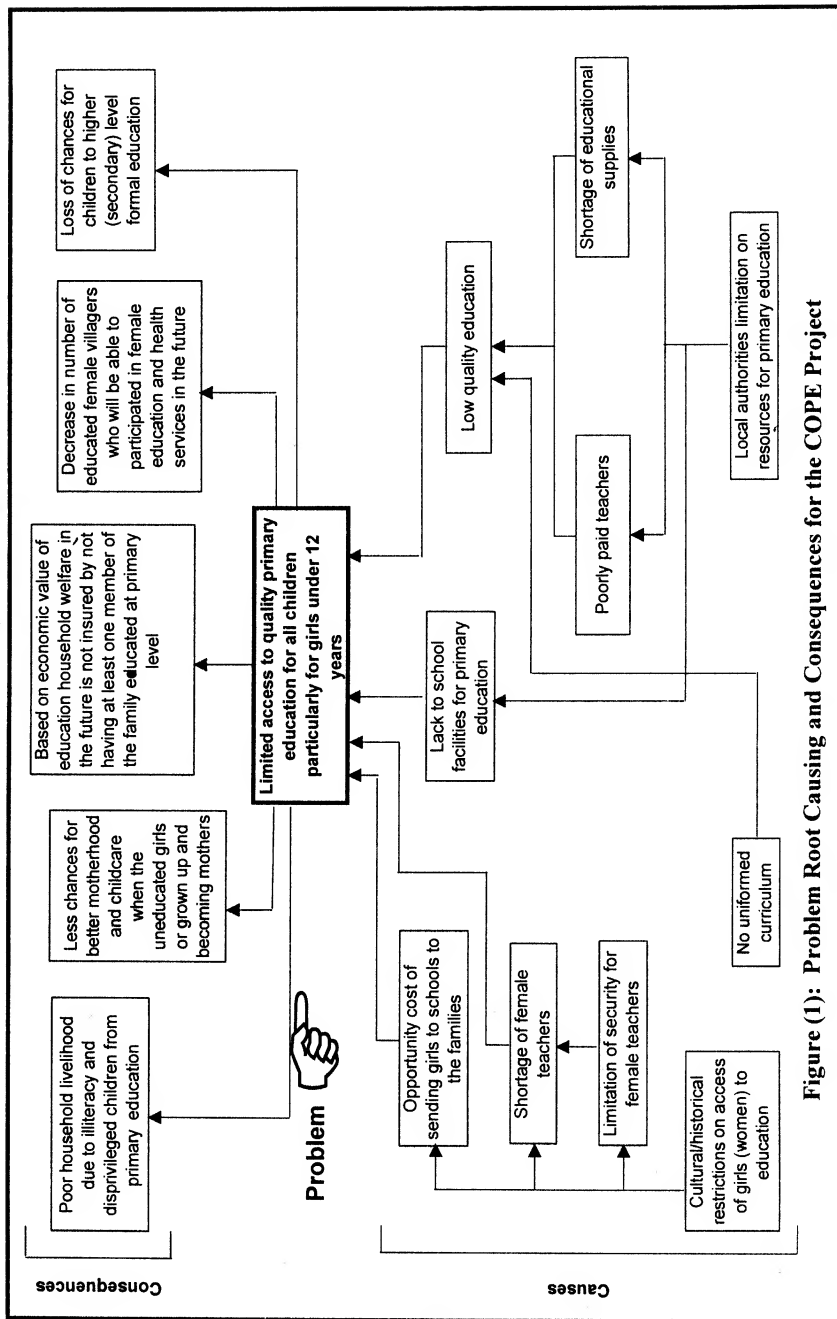 Consequences
Poor household livelihood
due to illiteracy and
disprivileged children from
primary education
Less chances for
better motherhood
and childcare
when the
uneducated girls
or grown up and
becoming mothers
Based on economic value of
education household welfare in
the future is not insured by not
having at least one member of
the family educated at primary
level
Decrease in number of
educated female villagers
who will be able to
participated in female
education and health
services in the future
Loss of chances for
children to higher
(secondary) level
formal education
Problem
Limited access to quality primary
education for all children
particularly for girls under 12
years
Causes
Opportunity cost of
sending girls to schools to
the families
Shortage of female
teachers
Limitation of security for
female teachers
Cultural/historical
restrictions on access
of girls (women) to
education
Lack to school
facilities for primary
education
Low quality education
Poorly paid teachers
Shortage of educational
supplies
No uniformed
curriculum
Local authorities limitation on
resources for primary education
Figure (1): Problem Root Causing and Consequences for the COPE Project